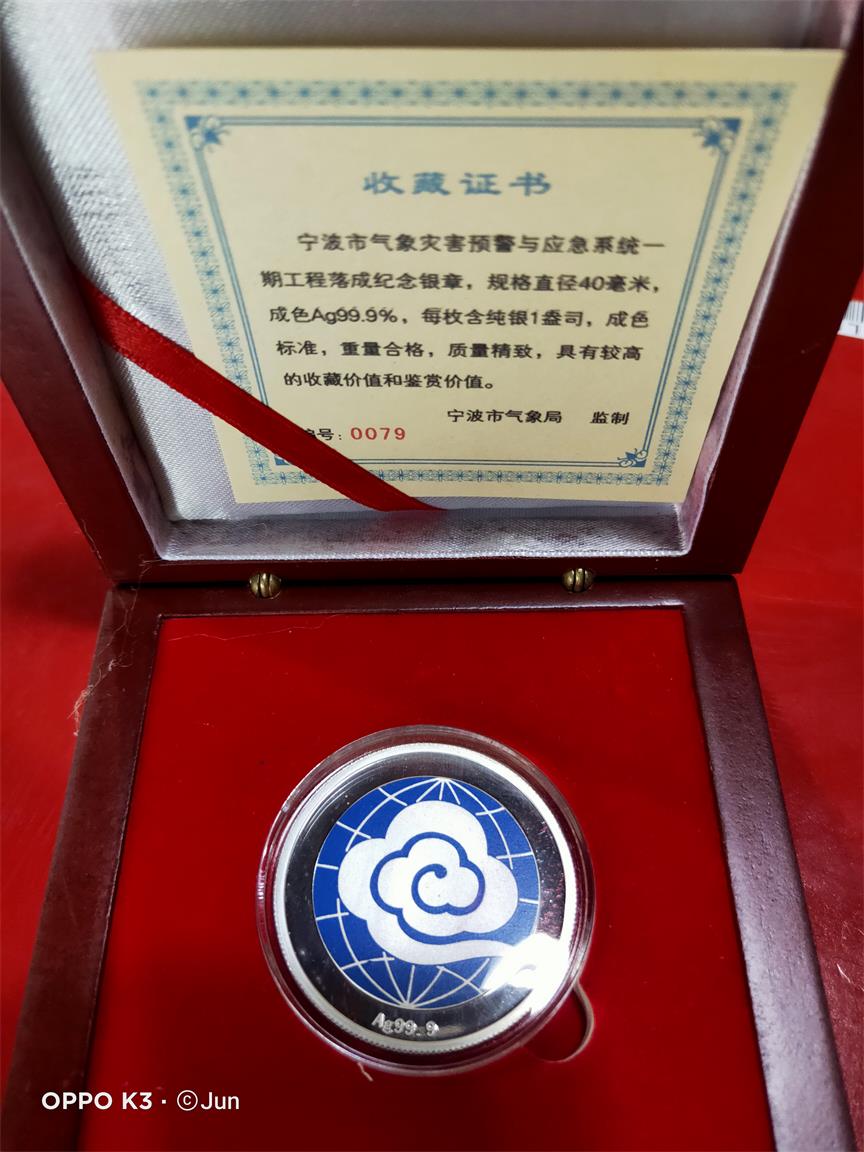 收藏证书
宁波市气象灾害预警与应急系统一
期工程落成纪念银章，规格直径40毫米，
成色Ag99.9%，每枚含纯银1盎司，成色
标准，重量合格，质量精致，具有较高
的收藏价值和鉴赏价值。
宁波市气象局 监制
号：0079
Ag99.9
OPPO K3 · ©Jun